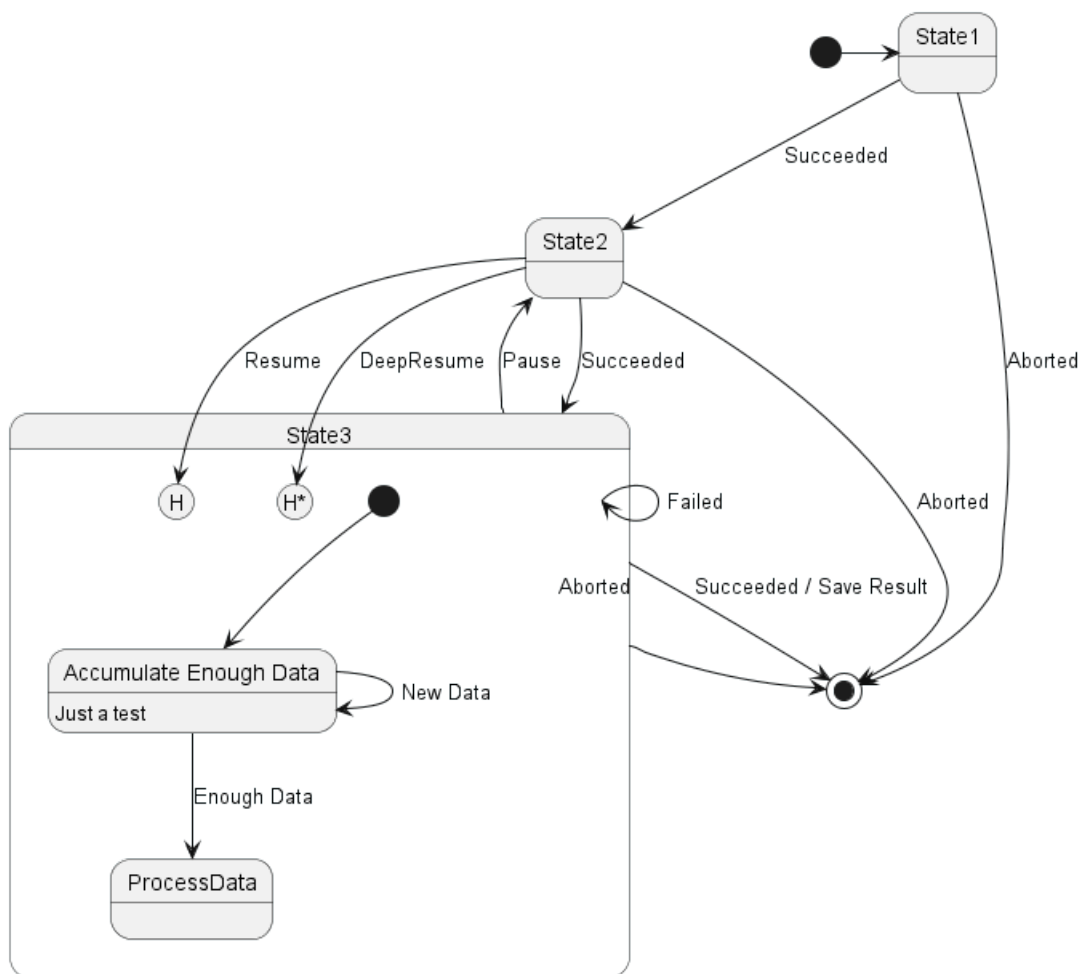 State1
Succeeded
State2
Resume
DeepResume
Pause
Succeeded
Aborted
State3
H
H*
Failed
Aborted
Aborted
Succeeded / Save Result
Accumulate Enough Data
Just a test
New Data
Enough Data
ProcessData